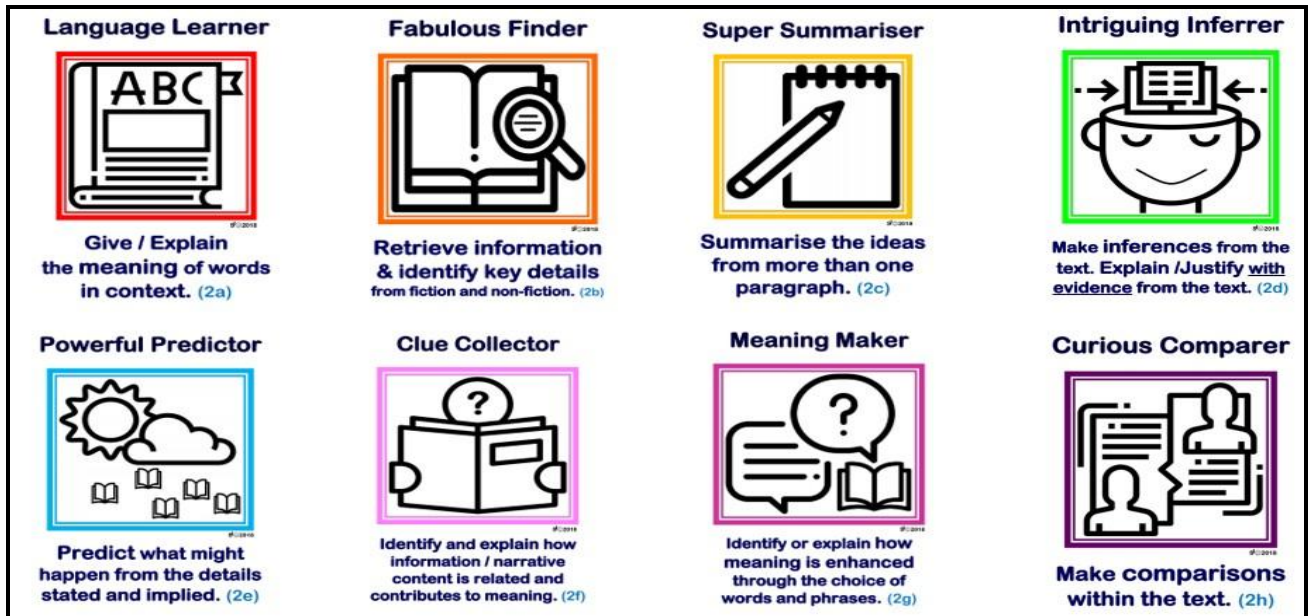 Language Learner
ABC
Give / Explain
the meaning of words
in context. (2a)
Fabulous Finder
Retrieve information
& identify key details
from fiction and non-fiction. (2b)
Super Summariser
Summarise the ideas
from more than one
paragraph. (2c)
Intriguing Inferrer
Make inferences from the
text. Explain /Justify with
evidence from the text. (2d)
Powerful Predictor
?
Predict what might
happen from the details
stated and implied. (2e)
Clue Collector
?
Identify and explain how
information / narrative
content is related and
contributes to meaning. (2f)
Meaning Maker
?
Identify or explain how
meaning is enhanced
through the choice of
words and phrases. (2g)
Curious Comparer
Make comparisons
within the text. (2h)